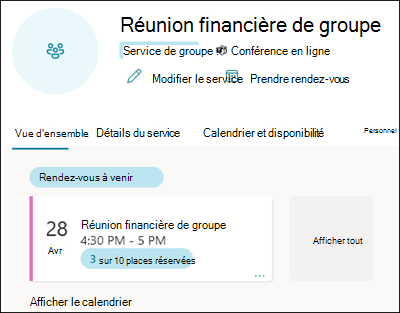 Réunion financière de groupe
Service de groupe Conférence en ligne
Modifier le service Prendre rendez-vous
Vue d'ensemble Détails du service Calendrier et disponibilité Personnel
Rendez-vous à venir
28 Réunion financière de groupe
4:30 PM - 5 PM
Avr
3 sur 10 places réservées
Afficher tout
...
Afficher le calendrier